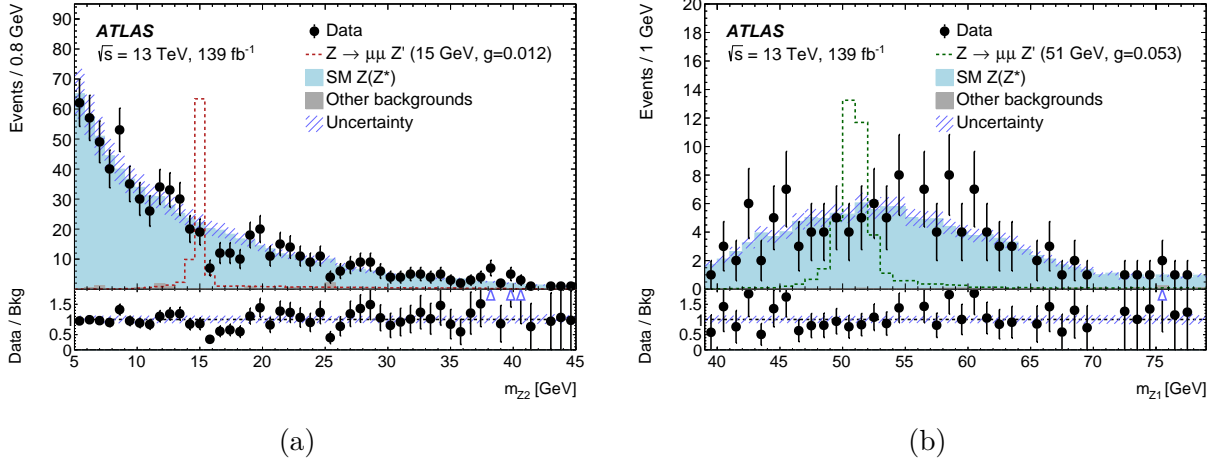 Events / 0.8 GeV
90
80
70
60
50
40
30
20
10
ATLAS
√s = 13 TeV, 139 fb⁻¹
Data
Z → μμ Z' (15 GeV, g=0.012)
SM Z(Z*)
Other backgrounds
Uncertainty
Data / Bkg
1.5
1
0.5
0
5 10 15 20 25 30 35 40 45
m_Z2 [GeV]
(a)
Events / 1 GeV
20
18
16
14
12
10
8
6
4
2
0
ATLAS
√s = 13 TeV, 139 fb⁻¹
Data
Z → μμ Z' (51 GeV, g=0.053)
SM Z(Z*)
Other backgrounds
Uncertainty
Data / Bkg
1.5
1
0.5
0
40 45 50 55 60 65 70 75
m_Z1 [GeV]
(b)